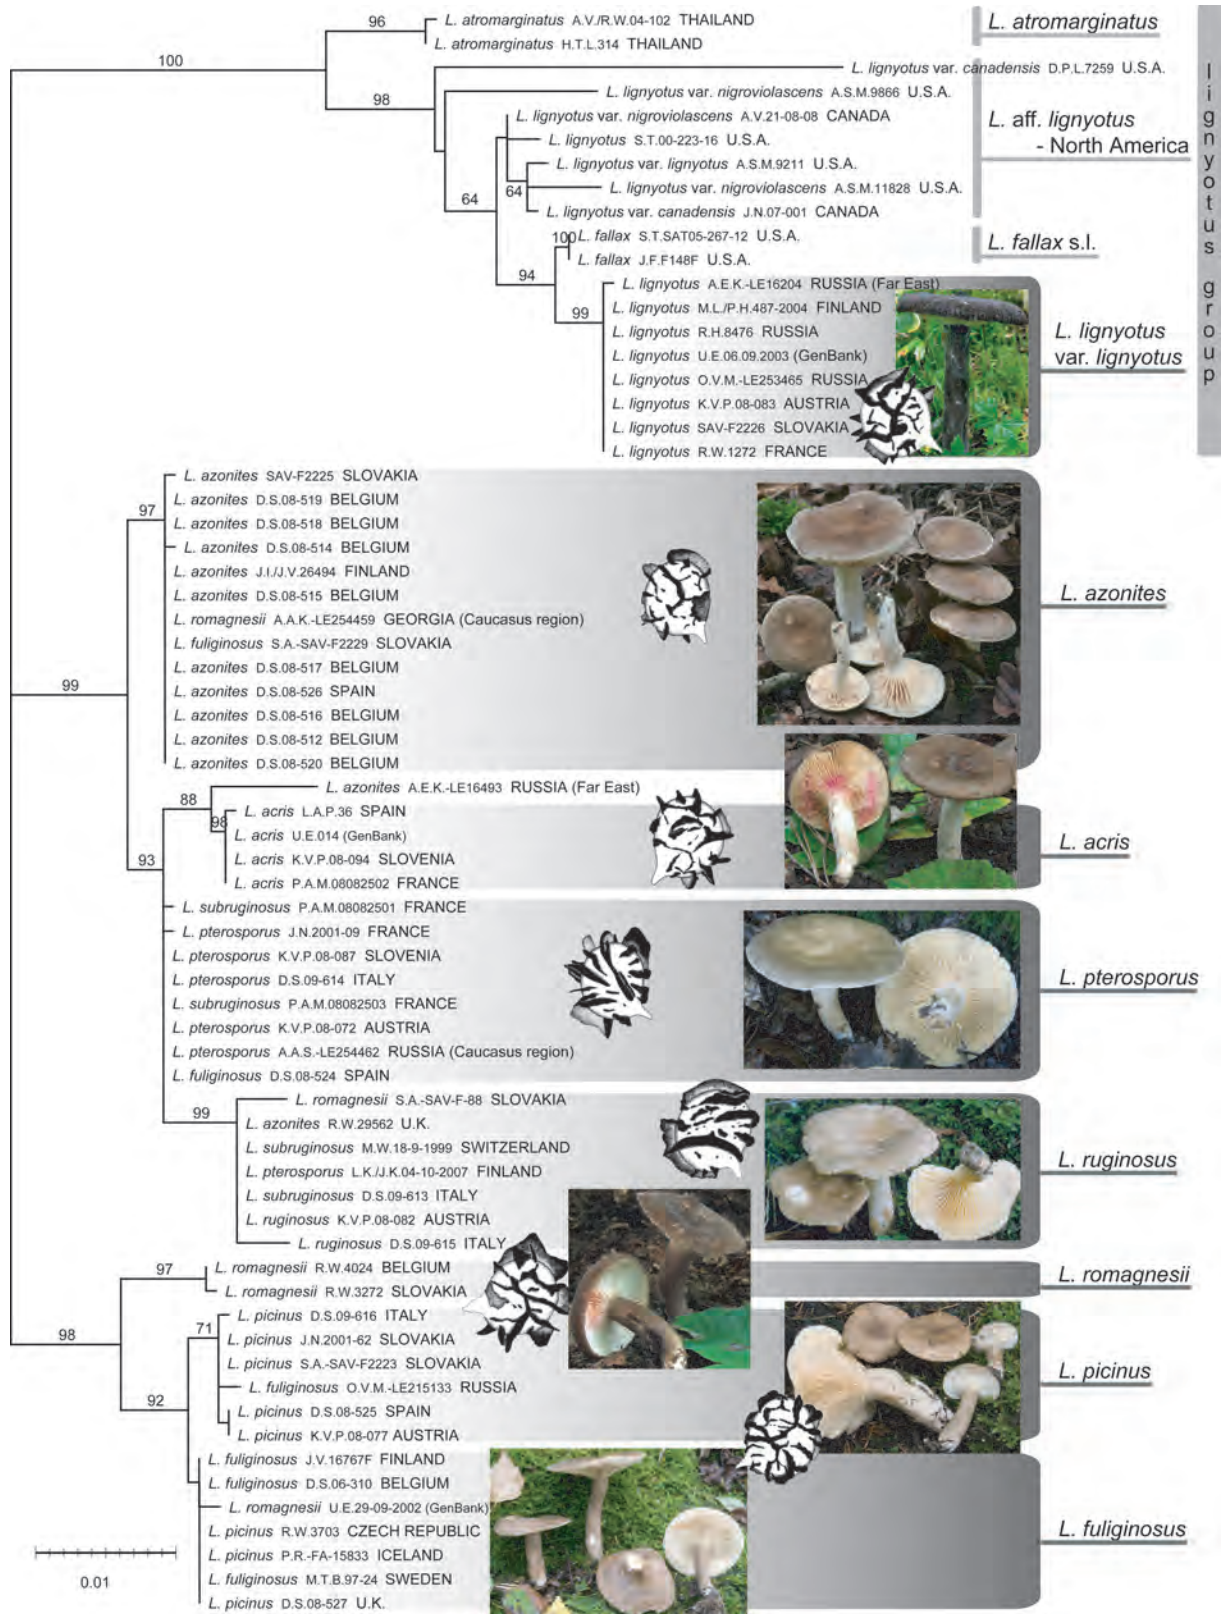 96
L. atromarginatus A.V./R.W.04-102 THAILAND
L. atromarginatus H.T.L.314 THAILAND
L. atromarginatus
100
98
L. lignyotus var. canadensis D.P.L.7259 U.S.A.
L. lignyotus var. nigroviolascens A.S.M.9866 U.S.A.
L. lignyotus var. nigroviolascens A.V.21-08-08 CANADA
L. lignyotus S.T.00-223-16 U.S.A.
L. lignyotus var. lignyotus A.S.M.9211 U.S.A.
64
64
L. lignyotus var. nigroviolascens A.S.M.11828 U.S.A.
L. lignyotus var. canadensis J.N.07-001 CANADA
L. aff. lignyotus
- North America
100
L. fallax S.T.SAT05-267-12 U.S.A.
L. fallax J.F.F148F U.S.A.
L. fallax s.l.
94
99
L. lignyotus A.E.K.-LE16204 RUSSIA (Far East)
L. lignyotus M.L./P.H.487-2004 FINLAND
L. lignyotus R.H.8476 RUSSIA
L. lignyotus U.E.06.09.2003 (GenBank)
L. lignyotus O.V.M.-LE253465 RUSSIA
L. lignyotus K.V.P.08-083 AUSTRIA
L. lignyotus SAV-F2226 SLOVAKIA
L. lignyotus R.W.1272 FRANCE
L. lignyotus
var. lignyotus
lignyotus group
L. azonites SAV-F2225 SLOVAKIA
L. azonites D.S.08-519 BELGIUM
97
L. azonites D.S.08-518 BELGIUM
L. azonites D.S.08-514 BELGIUM
L. azonites J.I./J.V.26494 FINLAND
L. azonites D.S.08-515 BELGIUM
L. romagnesii A.A.K.-LE254459 GEORGIA (Caucasus region)
L. fuliginosus S.A.-SAV-F2229 SLOVAKIA
L. azonites D.S.08-517 BELGIUM
L. azonites D.S.08-526 SPAIN
L. azonites D.S.08-516 BELGIUM
L. azonites D.S.08-512 BELGIUM
L. azonites D.S.08-520 BELGIUM
L. azonites
99
88
L. azonites A.E.K.-LE16493 RUSSIA (Far East)
L. acris L.A.P.36 SPAIN
98
L. acris U.E.014 (GenBank)
L. acris K.V.P.08-094 SLOVENIA
L. acris P.A.M.08082502 FRANCE
L. acris
93
L. subruginosus P.A.M.08082501 FRANCE
L. pterosporus J.N.2001-09 FRANCE
L. pterosporus K.V.P.08-087 SLOVENIA
L. pterosporus D.S.09-614 ITALY
L. subruginosus P.A.M.08082503 FRANCE
L. pterosporus K.V.P.08-072 AUSTRIA
L. pterosporus A.A.S.-LE254462 RUSSIA (Caucasus region)
L. fuliginosus D.S.08-524 SPAIN
L. pterosporus
99
L. romagnesii S.A.-SAV-F-88 SLOVAKIA
L. azonites R.W.29562 U.K.
L. subruginosus M.W.18-9-1999 SWITZERLAND
L. pterosporus L.K./J.K.04-10-2007 FINLAND
L. subruginosus D.S.09-613 ITALY
L. ruginosus K.V.P.08-082 AUSTRIA
L. ruginosus D.S.09-615 ITALY
L. ruginosus
97
L. romagnesii R.W.4024 BELGIUM
L. romagnesii R.W.3272 SLOVAKIA
L. romagnesii
98
71
L. picinus D.S.09-616 ITALY
L. picinus J.N.2001-62 SLOVAKIA
L. picinus S.A.-SAV-F2223 SLOVAKIA
L. fuliginosus O.V.M.-LE215133 RUSSIA
L. picinus D.S.08-525 SPAIN
L. picinus K.V.P.08-077 AUSTRIA
L. picinus
92
L. fuliginosus J.V.16767F FINLAND
L. fuliginosus D.S.06-310 BELGIUM
L. romagnesii U.E.29-09-2002 (GenBank)
L. picinus R.W.3703 CZECH REPUBLIC
L. picinus P.R.-FA-15833 ICELAND
L. fuliginosus M.T.B.97-24 SWEDEN
L. picinus D.S.08-527 U.K.
L. fuliginosus
0.01